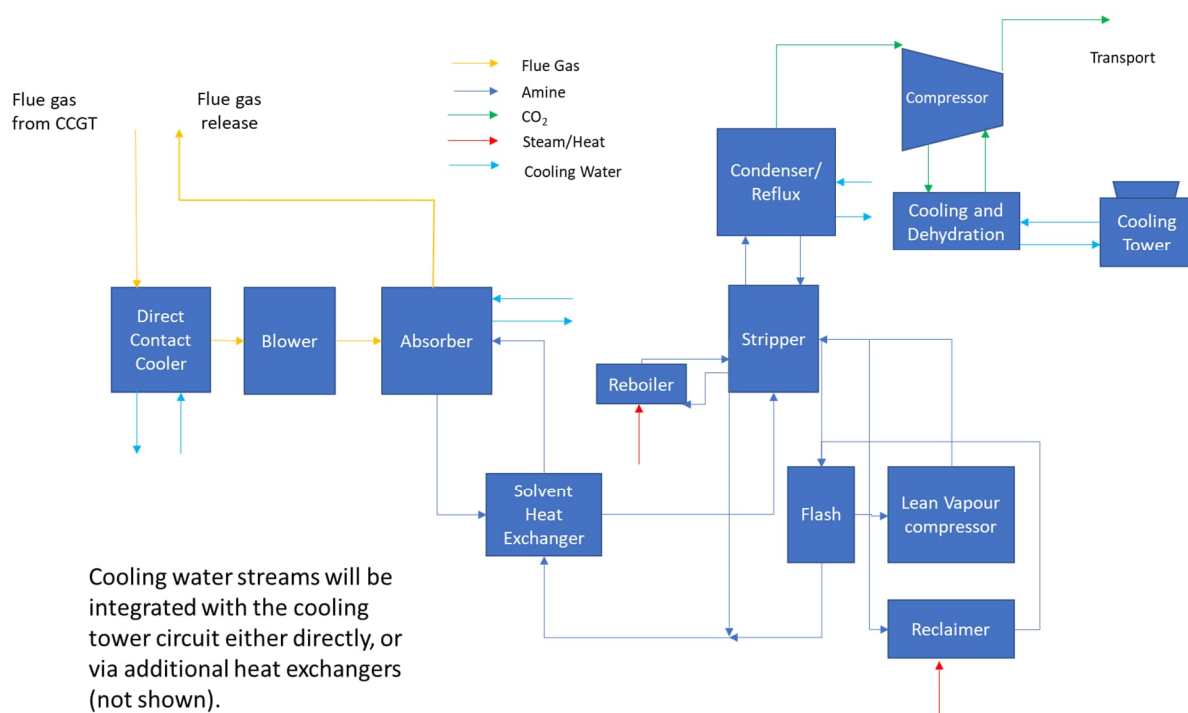 Flue gas
from CCGT
Flue gas
release
Flue Gas
Amine
CO₂
Steam/Heat
Cooling Water
Transport
Compressor
Condenser/
Reflux
Cooling and
Dehydration
Cooling
Tower
Direct
Contact
Cooler
Blower
Absorber
Stripper
Reboiler
Solvent
Heat
Exchanger
Flash
Lean Vapour
compressor
Reclaimer
Cooling water streams will be
integrated with the cooling
tower circuit either directly, or
via additional heat exchangers
(not shown).